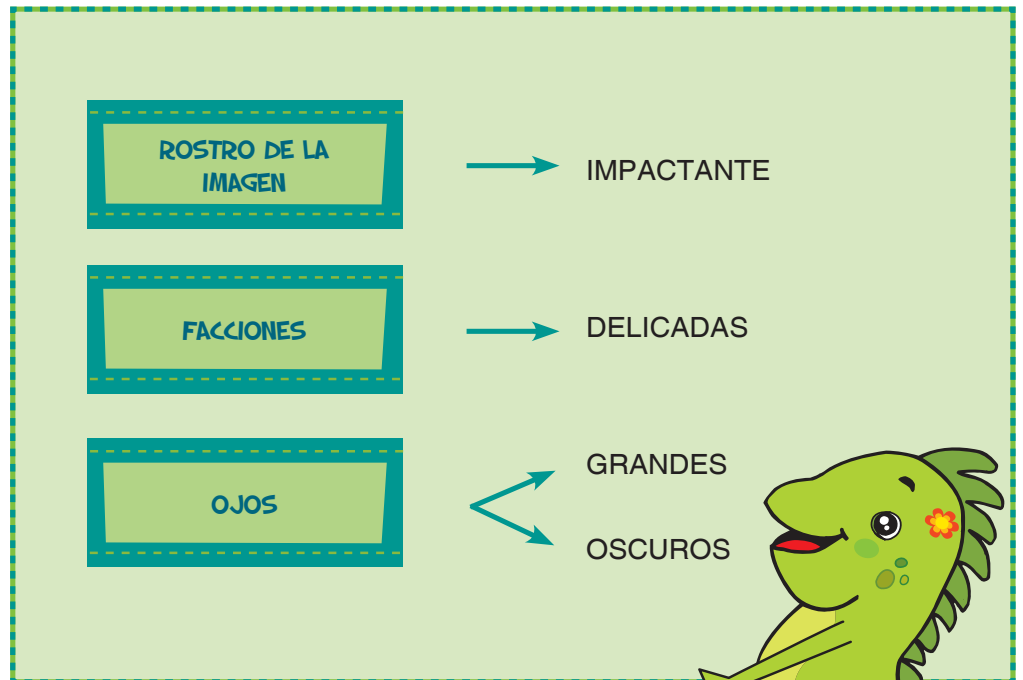 ROSTRO DE LA
IMAGEN
IMPACTANTE
FACCIONES
DELICADAS
OJOS
GRANDES
OSCUROS